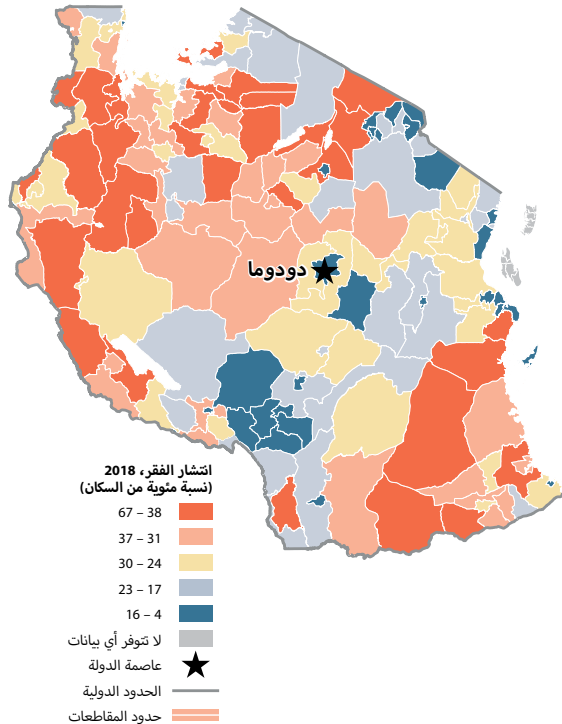 دودوما
انتشار الفقر، 2018
(نسبة مئوية من السكان)
67 – 38
37 – 31
30 – 24
23 – 17
16 – 4
لا تتوفر أي بيانات
عاصمة الدولة
الحدود الدولية
حدود المقاطعات